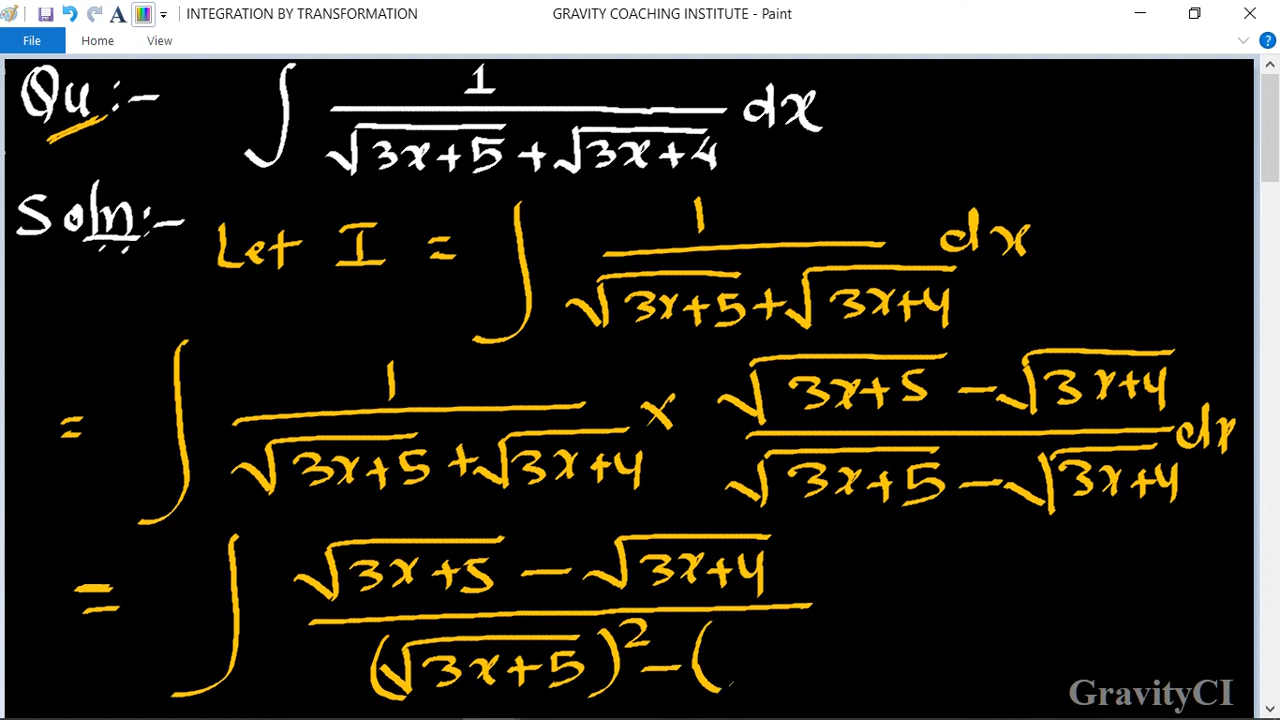 INTEGRATION BY TRANSFORMATION GRAVITY COACHING INSTITUTE - Paint
File Home View
Qu:- ∫ 1/(√(3x+5) + √(3x+4)) dx
Soln:- Let I = ∫ 1/(√(3x+5) + √(3x+4)) dx
= ∫ 1/(√(3x+5) + √(3x+4)) × (√(3x+5) - √(3x+4))/(√(3x+5) - √(3x+4)) dx
= ∫ (√(3x+5) - √(3x+4))/((√(3x+5))² - (
GravityCI